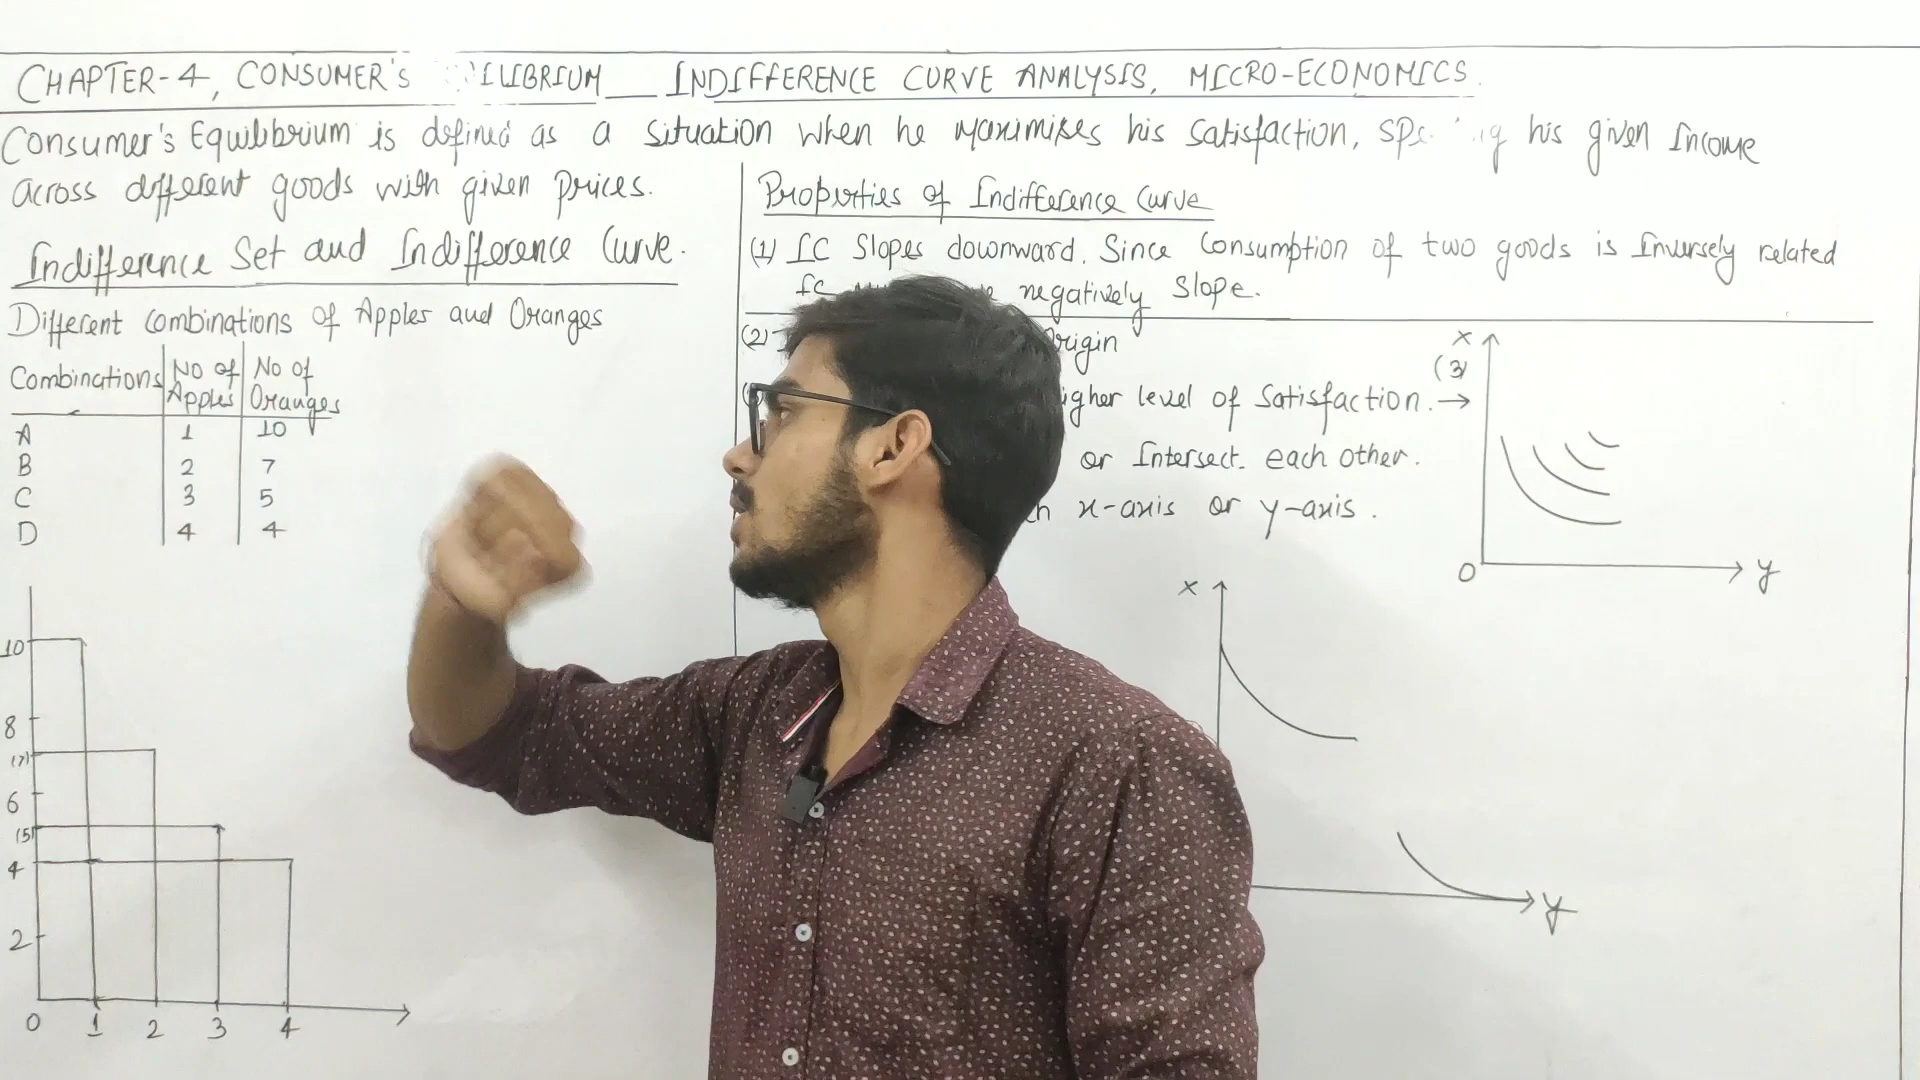 CHAPTER-4, CONSUMER'S ILIBRIUM INDIFFERENCE CURVE ANALYSIS, MICRO-ECONOMICS.
Consumer's Equilibrium is defined as a situation when he Maximises his satisfaction, his given Income
across different goods with given prices.
Indifference Set and Indifference Curve.
Different combinations of Apples and Oranges
Combinations No of Apples No of Oranges
A 1 10
B 2 7
C 3 5
D 4 4
10
8
(7)
6
(5)
4
2
0 1 2 3 4
Properties of Indifference Curve
(1) IC Slopes downward. Since Consumption of two goods is Inversely related
IC negatively slope.
(2) origin
higher level of Satisfaction. →
or Intersect each other.
x-axis or y-axis.
x
(3)
0 y
x
y